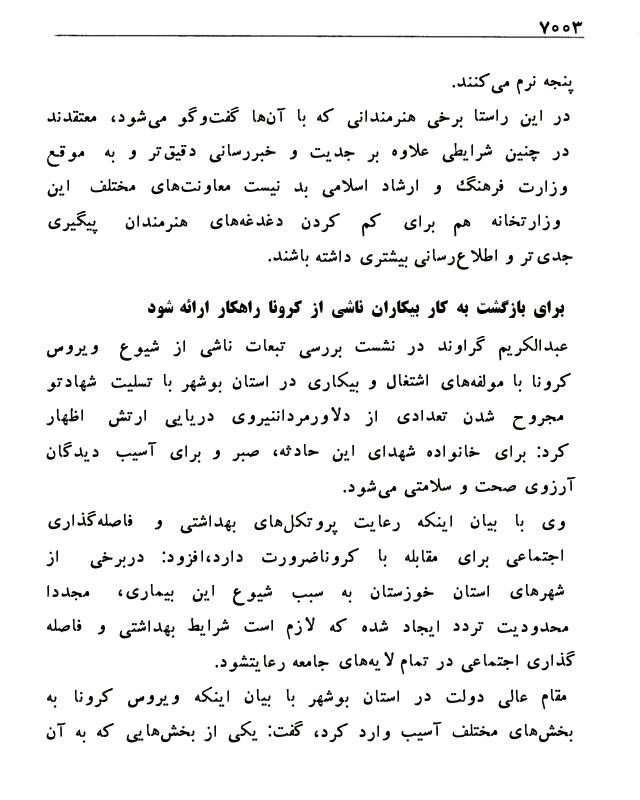 ۷۰۰۳
پنجه نرم می‌کنند.
در این راستا برخی هنرمندانی که با آن‌ها گفت‌وگو می‌شود، معتقدند
در چنین شرایطی علاوه بر جدیت و خبررسانی دقیق‌تر و به موقع
وزارت فرهنگ و ارشاد اسلامی بد نیست معاونت‌های مختلف این
وزارتخانه هم برای کم کردن دغدغه‌های هنرمندان پیگیری
جدی‌تر و اطلاع‌رسانی بیشتری داشته باشند.
برای بازگشت به کار بیکاران ناشی از کرونا راهکار ارائه شود
عبدالکریم گراوند در نشست بررسی تبعات ناشی از شیوع ویروس
کرونا با مولفه‌های اشتغال و بیکاری در استان بوشهر با تسلیت شهادتو
مجروح شدن تعدادی از دلاورمرداننیروی دریایی ارتش اظهار
کرد: برای خانواده شهدای این حادثه، صبر و برای آسیب دیدگان
آرزوی صحت و سلامتی می‌شود.
وی با بیان اینکه رعایت پروتکل‌های بهداشتی و فاصله‌گذاری
اجتماعی برای مقابله با کروناضرورت دارد،افزود: دربرخی از
شهرهای استان خوزستان به سبب شیوع این بیماری، مجددا
محدودیت تردد ایجاد شده که لازم است شرایط بهداشتی و فاصله
گذاری اجتماعی در تمام لایه‌های جامعه رعایتشود.
مقام عالی دولت در استان بوشهر با بیان اینکه ویروس کرونا به
بخش‌های مختلف آسیب وارد کرد، گفت: یکی از بخش‌هایی که به آن